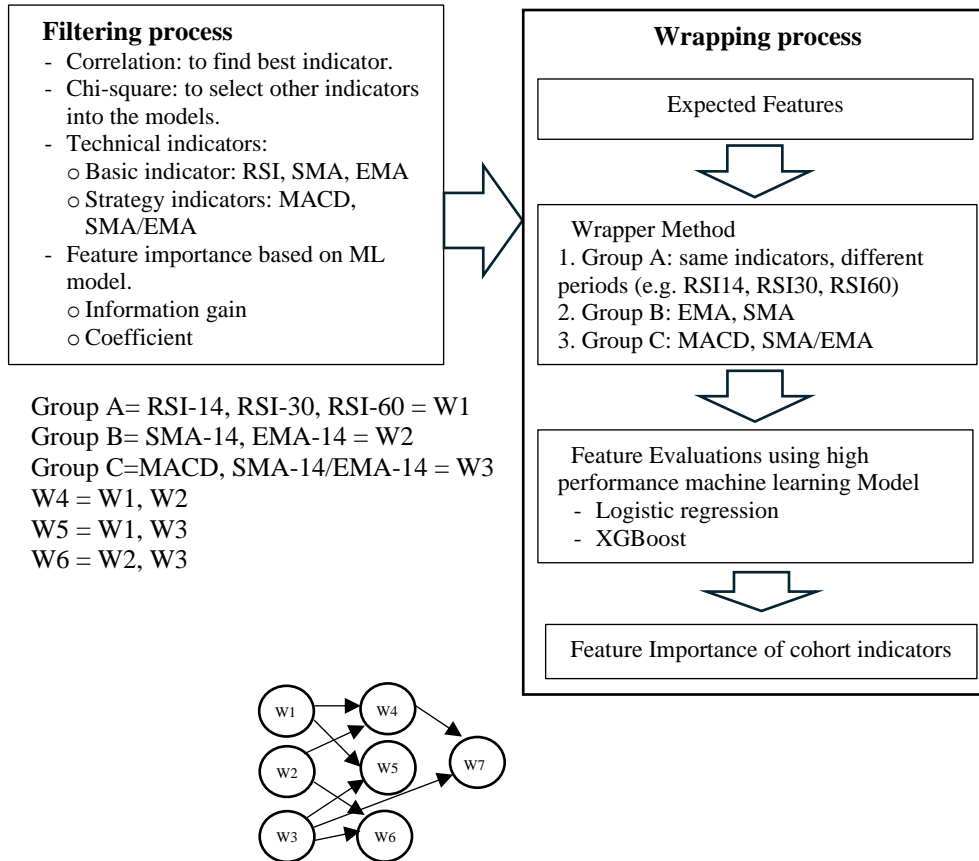 Filtering process
- Correlation: to find best indicator.
- Chi-square: to select other indicators
into the models.
- Technical indicators:
o Basic indicator: RSI, SMA, EMA
o Strategy indicators: MACD,
SMA/EMA
- Feature importance based on ML
model.
o Information gain
o Coefficient
Wrapping process
Expected Features
Wrapper Method
1. Group A: same indicators, different
periods (e.g. RSI14, RSI30, RSI60)
2. Group B: EMA, SMA
3. Group C: MACD, SMA/EMA
Feature Evaluations using high
performance machine learning Model
- Logistic regression
- XGBoost
Feature Importance of cohort indicators
Group A= RSI-14, RSI-30, RSI-60 = W1
Group B= SMA-14, EMA-14 = W2
Group C=MACD, SMA-14/EMA-14 = W3
W4 = W1, W2
W5 = W1, W3
W6 = W2, W3
W1
W4
W2
W5
W7
W3
W6